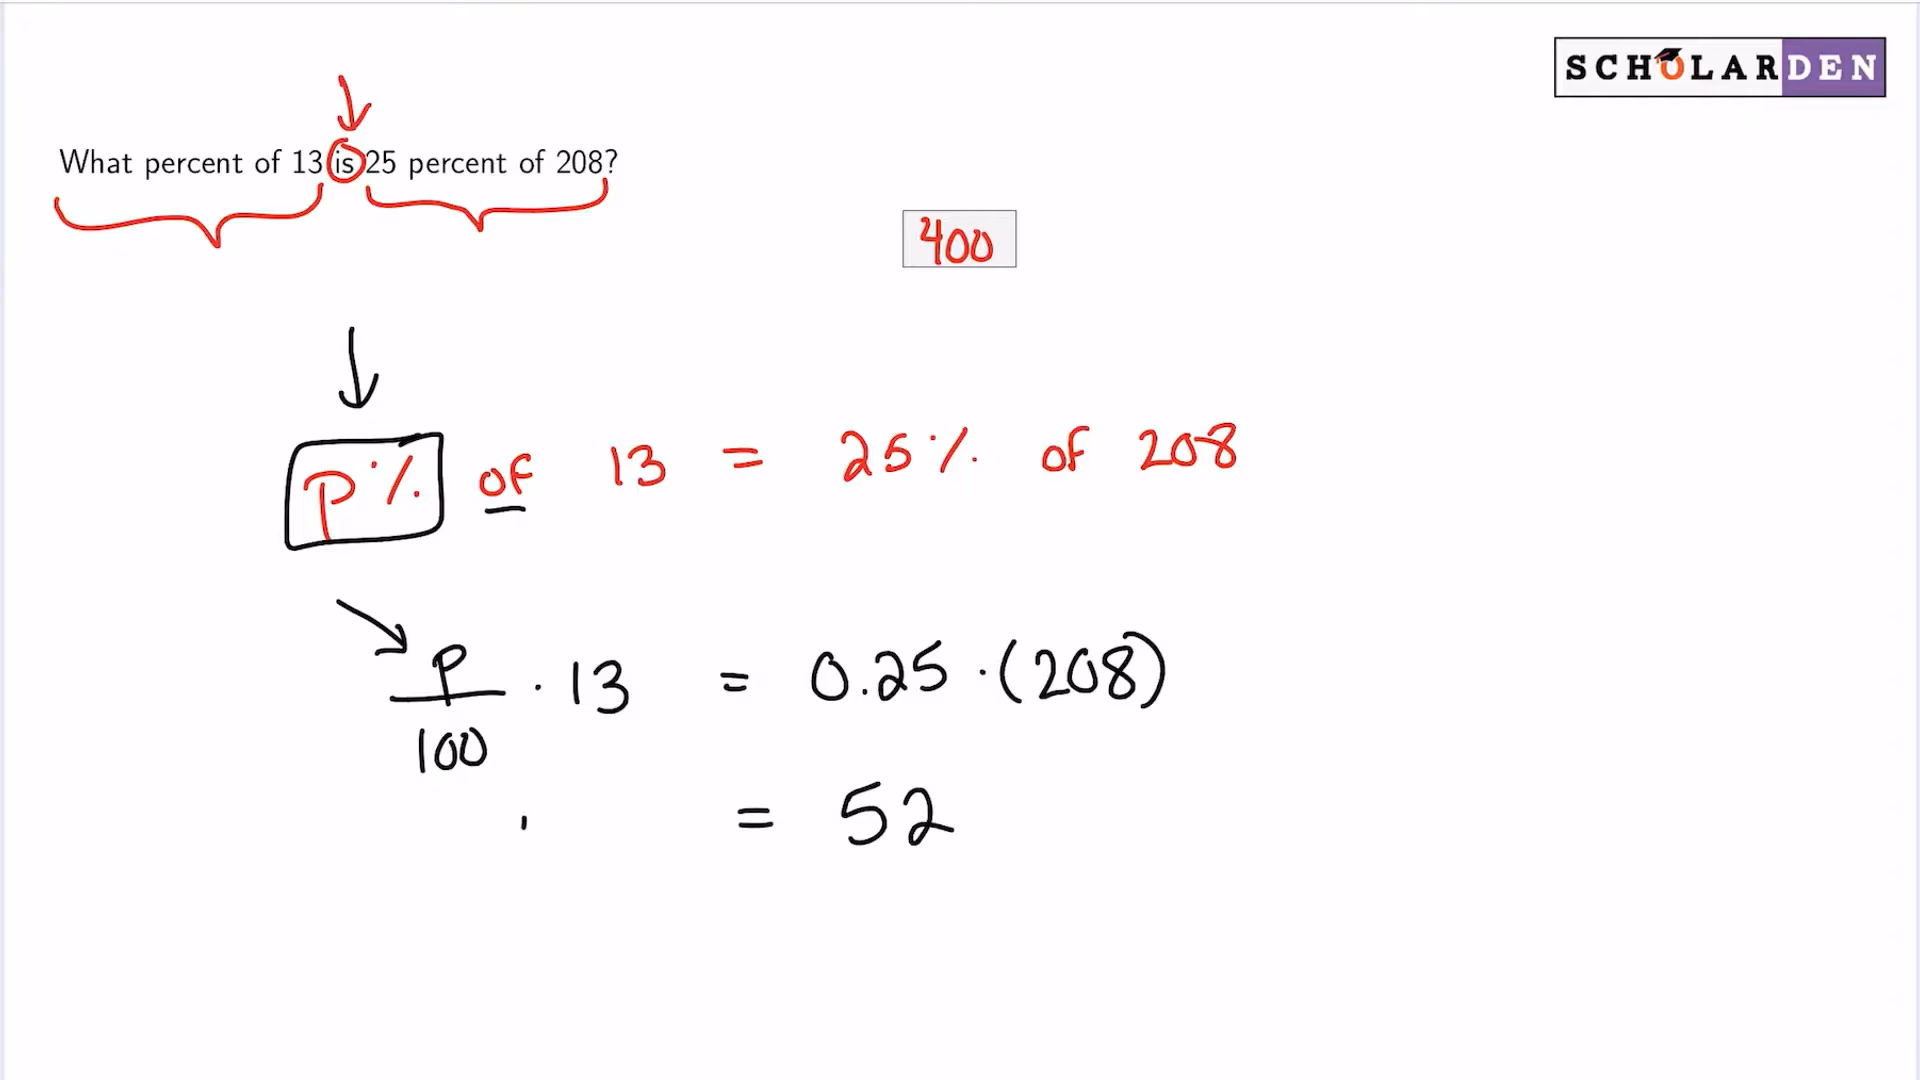 SCHOLARDEN
What percent of 13 is 25 percent of 208?
400
P% of 13 = 25% of 208
P/100 · 13 = 0.25 · (208)
= 52